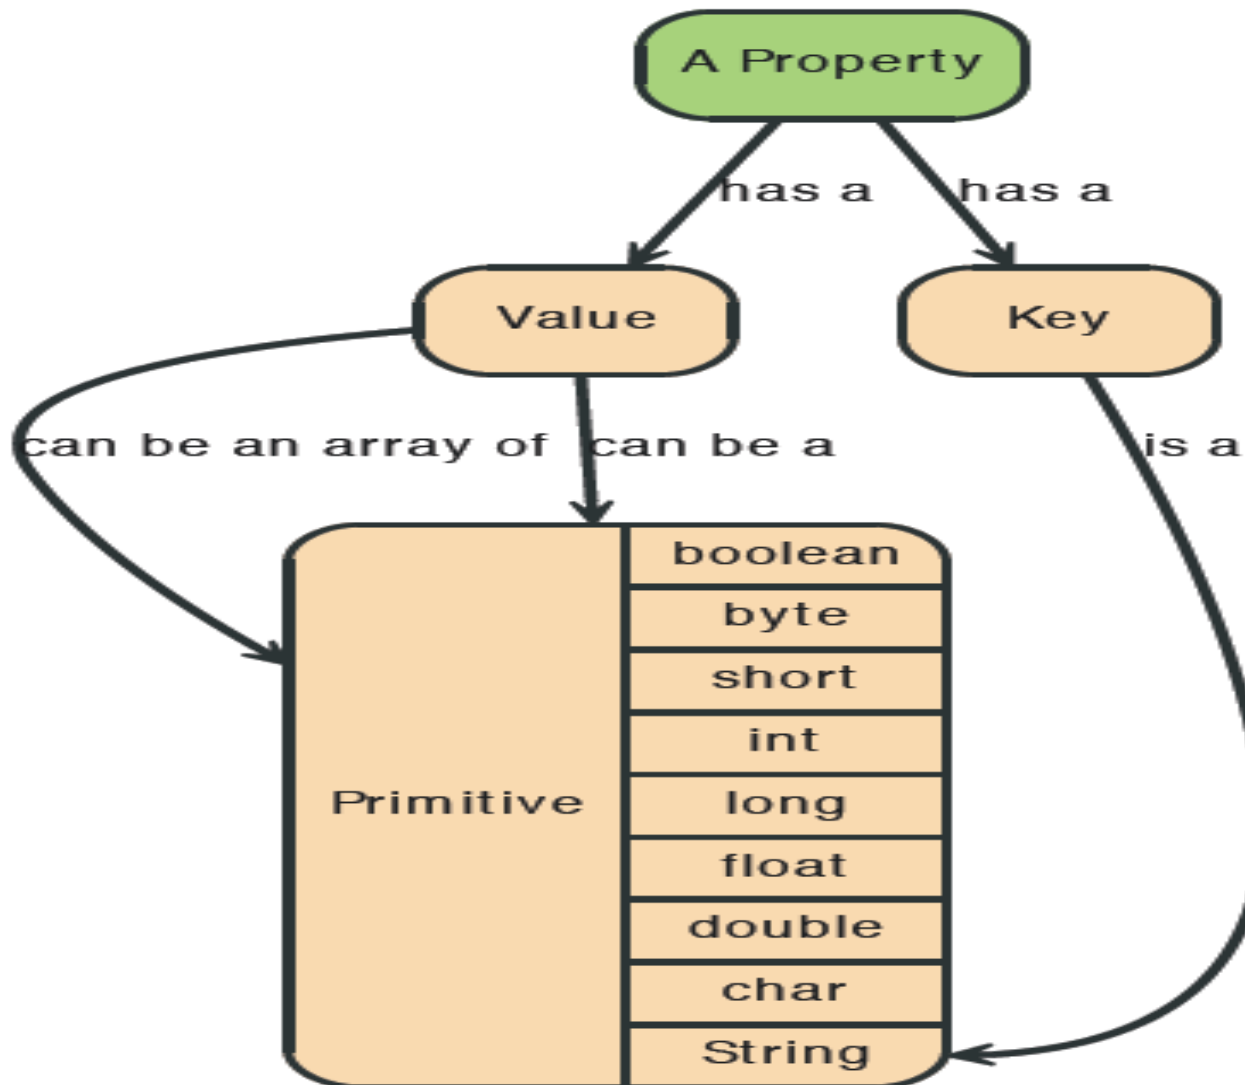 A Property
has a
has a
Value
Key
can be an array of
can be a
is a
boolean
byte
short
int
long
Primitive
float
double
char
String